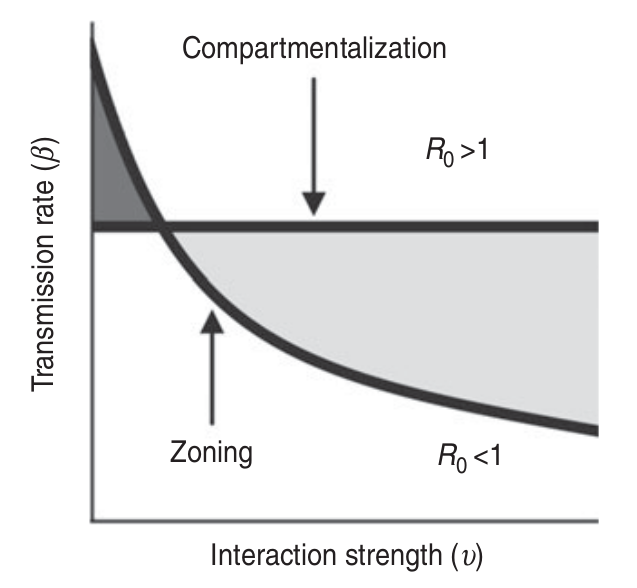 Compartmentalization
R₀ >1
Transmission rate (β)
Zoning
R₀ <1
Interaction strength (υ)